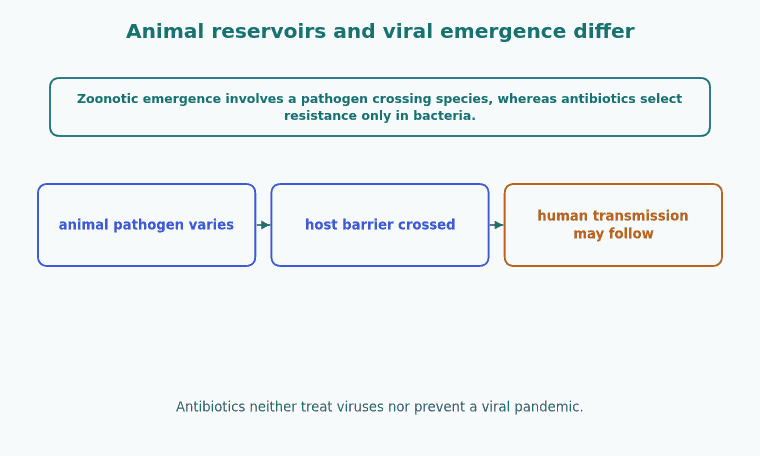 Animal reservoirs and viral emergence differ
Zoonotic emergence involves a pathogen crossing species, whereas antibiotics select
resistance only in bacteria.
animal pathogen varies
host barrier crossed
human transmission
may follow
Antibiotics neither treat viruses nor prevent a viral pandemic.